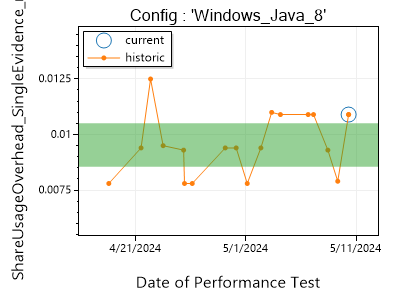 Config : 'Windows_Java_8'
current
historic
ShareUsageOverhead_SingleEvidence_
0.0125
0.01
0.0075
4/21/2024
5/1/2024
5/11/2024
Date of Performance Test